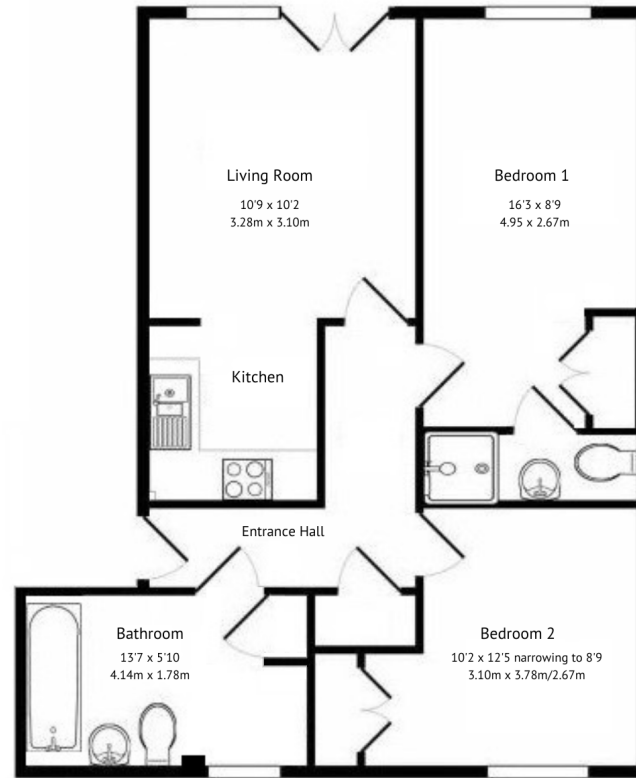 Living Room
10'9 x 10'2
3.28m x 3.10m
Bedroom 1
16'3 x 8'9
4.95 x 2.67m
Kitchen
Entrance Hall
Bathroom
13'7 x 5'10
4.14m x 1.78m
Bedroom 2
10'2 x 12'5 narrowing to 8'9
3.10m x 3.78m/2.67m